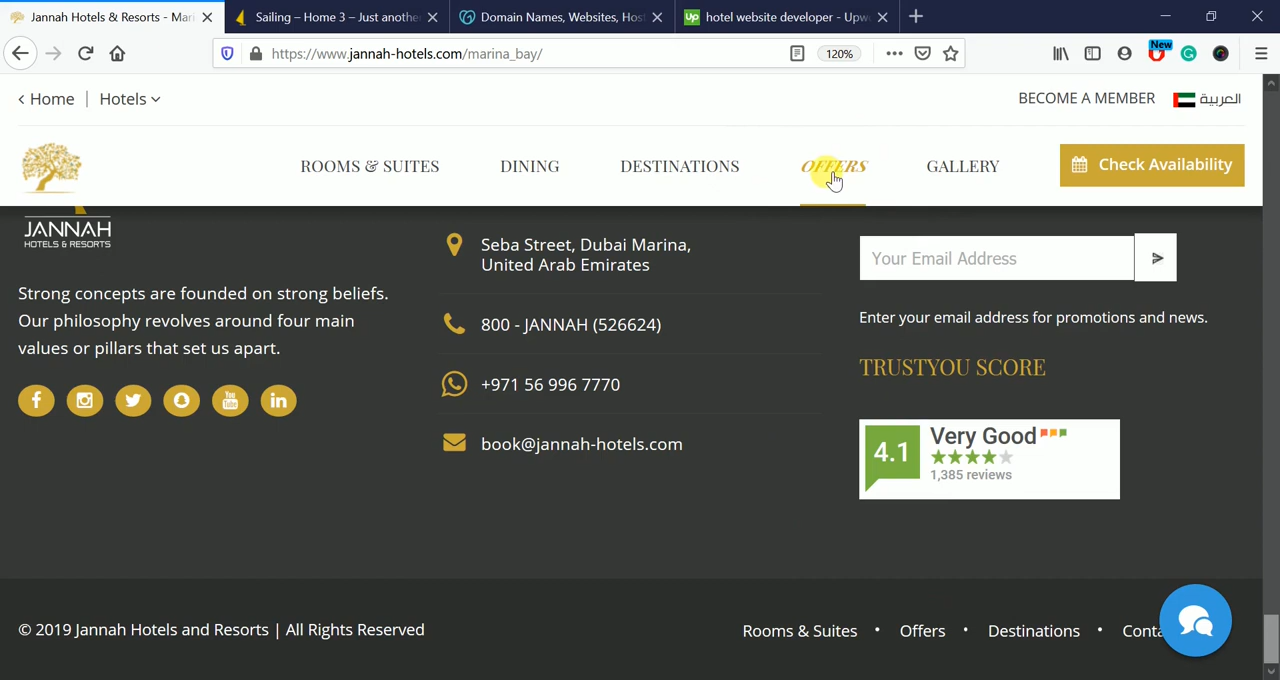 Jannah Hotels & Resorts - Mari
Sailing – Home 3 – Just another
Domain Names, Websites, Host
hotel website developer - Upw
https://www.jannah-hotels.com/marina_bay/
120%
New
Home | Hotels
BECOME A MEMBER
العربية
ROOMS & SUITES
DINING
DESTINATIONS
OFFERS
GALLERY
Check Availability
JANNAH
HOTELS & RESORTS
Strong concepts are founded on strong beliefs.
Our philosophy revolves around four main
values or pillars that set us apart.
You
Tube
Seba Street, Dubai Marina,
United Arab Emirates
800 - JANNAH (526624)
+971 56 996 7770
book@jannah-hotels.com
Your Email Address
Enter your email address for promotions and news.
TRUSTYOU SCORE
4.1
Very Good
1,385 reviews
© 2019 Jannah Hotels and Resorts | All Rights Reserved
Rooms & Suites • Offers • Destinations • Conta